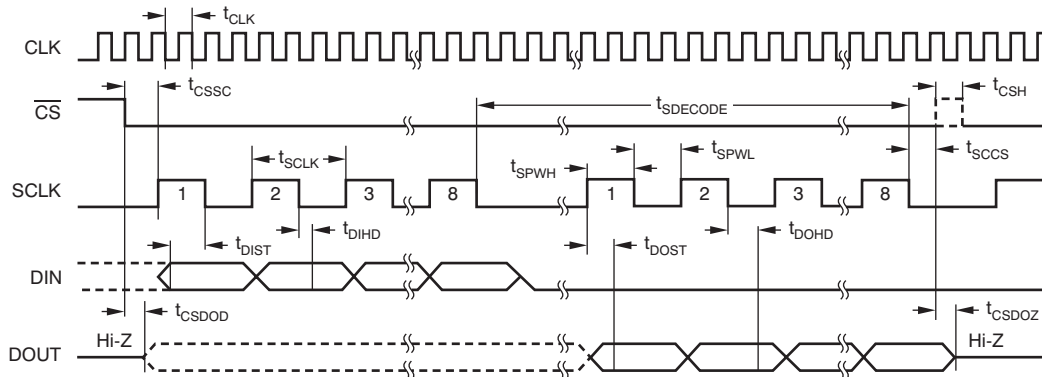 tCLK
CLK
tCSSC
tCSH
CS
tSDECODE
tSCLK
tSPWH
tSPWL
tSCCS
SCLK
1 2 3 8 1 2 3 8
tDIST
tDIHD
tDOST
tDOHD
DIN
tCSDOD
tCSDOZ
Hi-Z
Hi-Z
DOUT